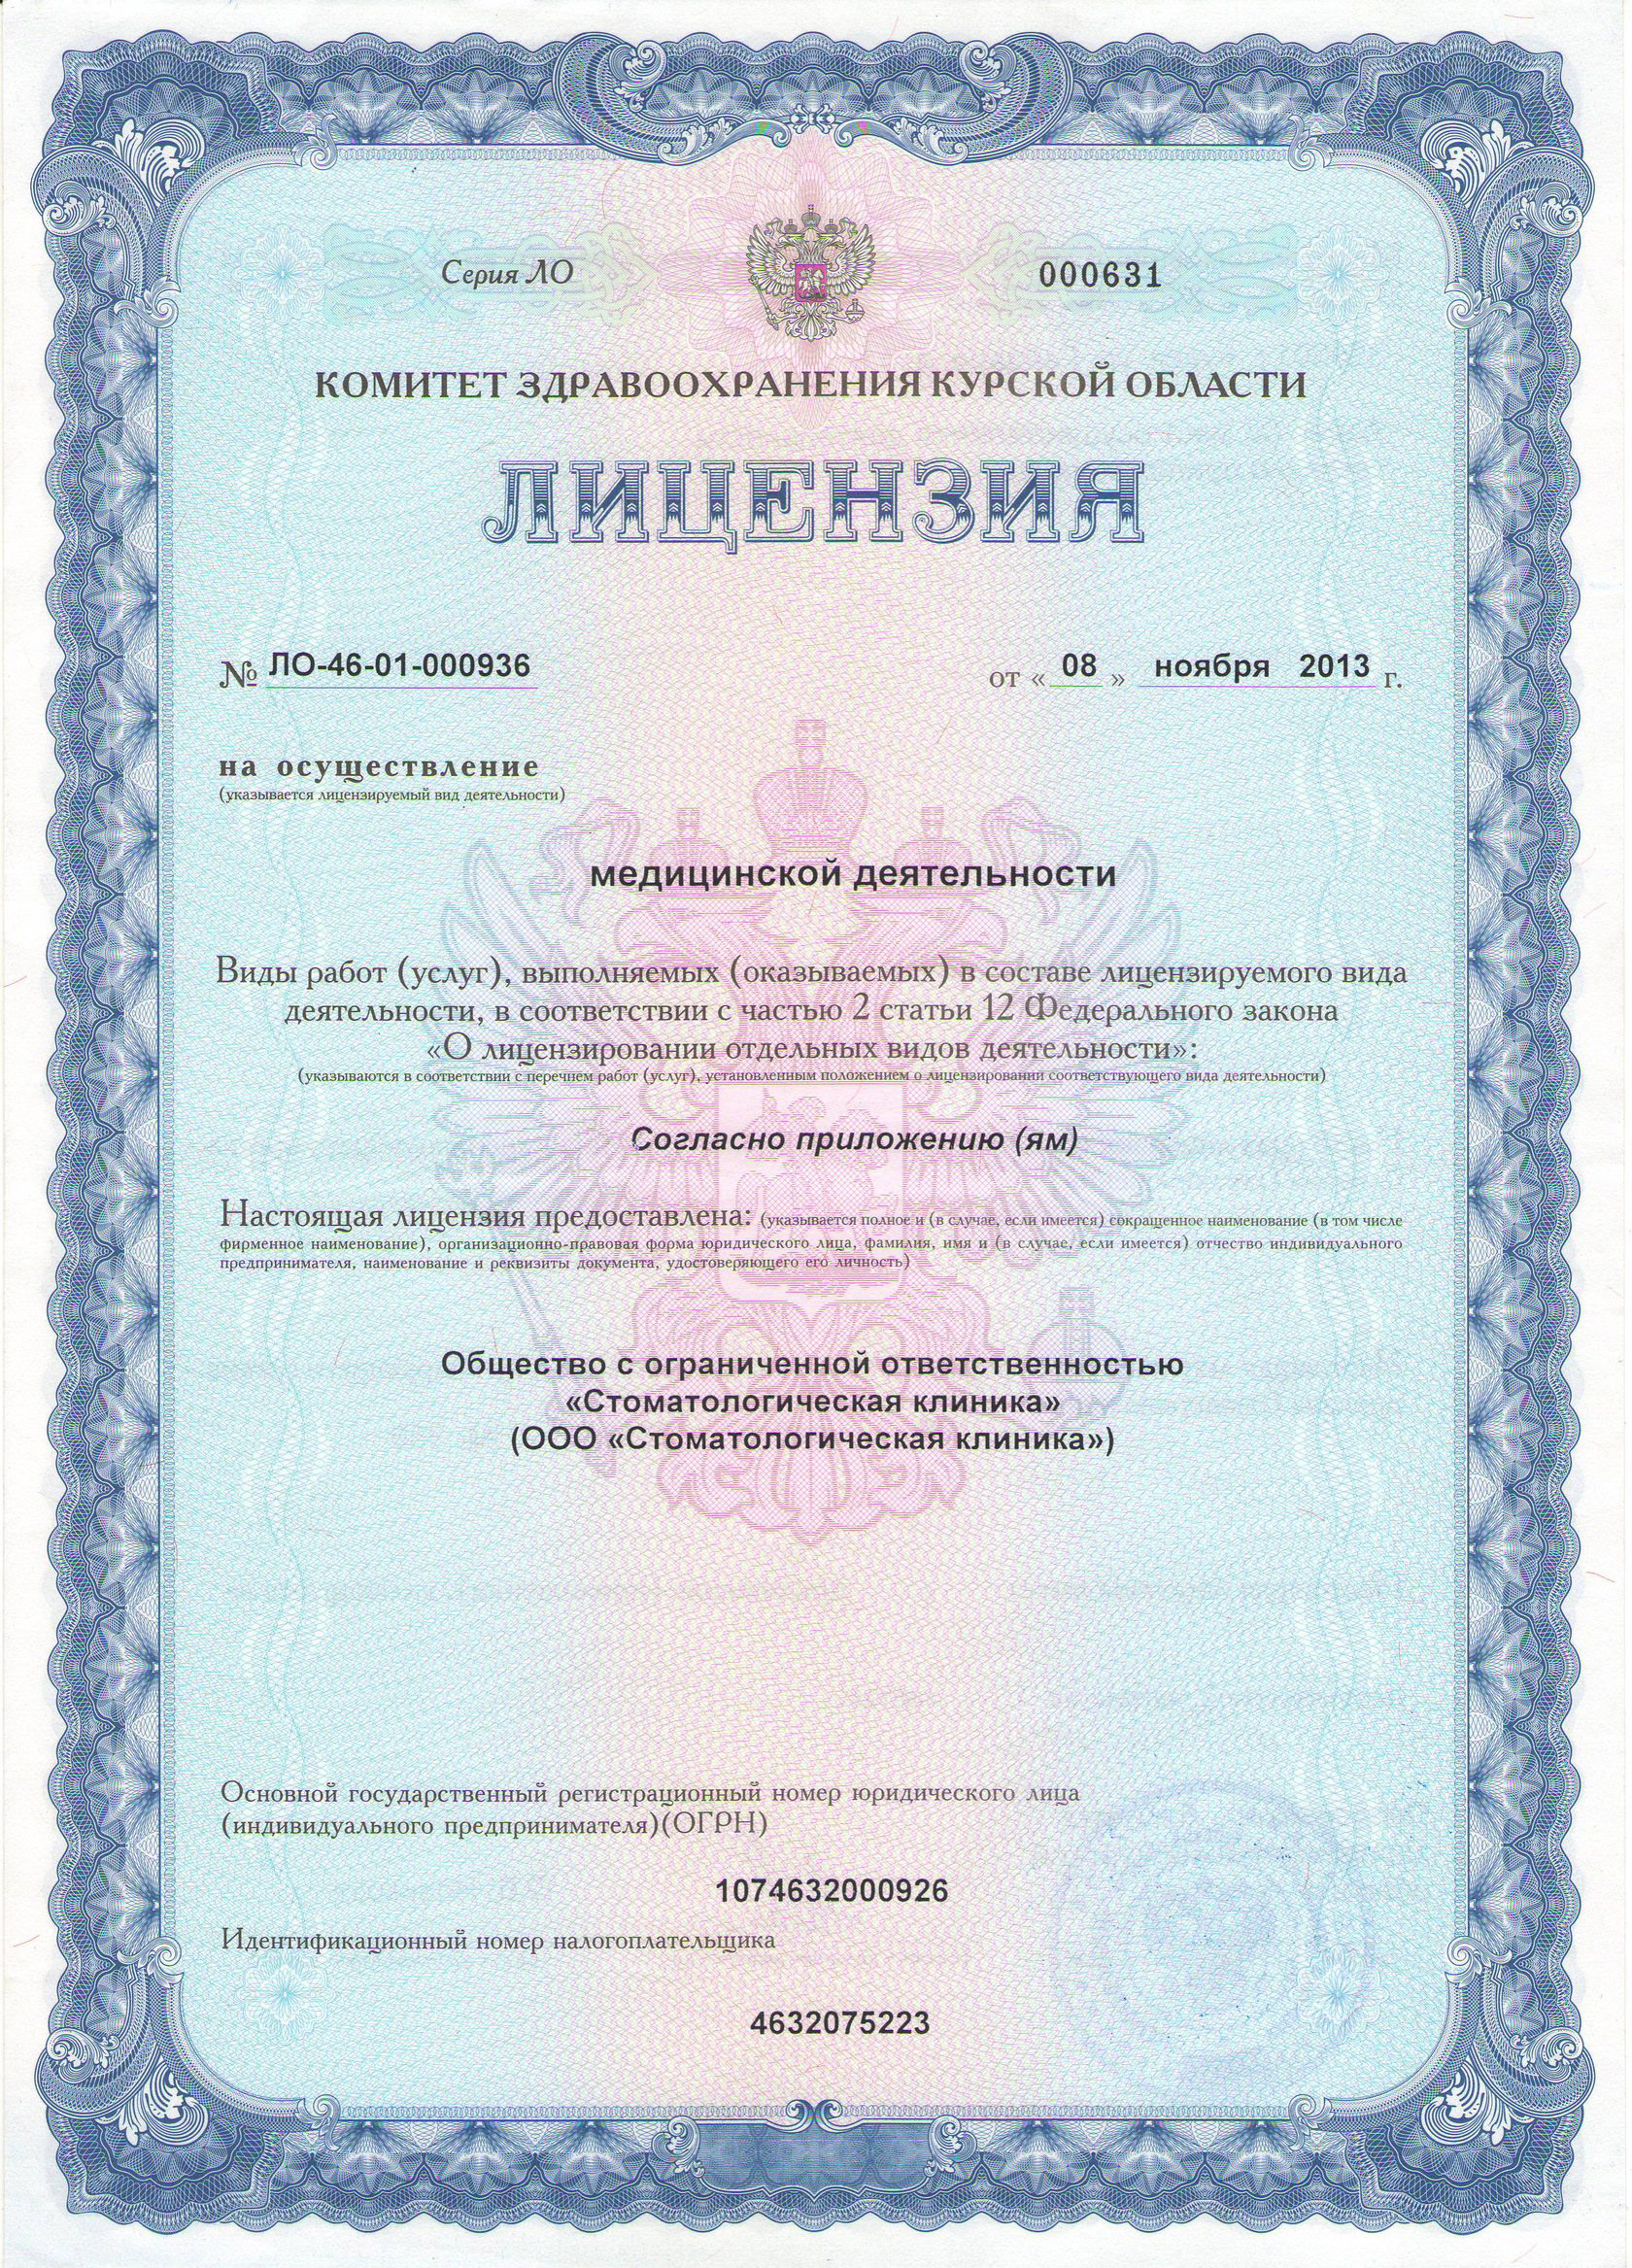 Серия ЛО
000631
КОМИТЕТ ЗДРАВООХРАНЕНИЯ КУРСКОЙ ОБЛАСТИ
ЛИЦЕНЗИЯ
№ ЛО-46-01-000936 от « 08 » ноября 2013 г.
на осуществление
(указывается лицензируемый вид деятельности)
медицинской деятельности
Виды работ (услуг), выполняемых (оказываемых) в составе лицензируемого вида
деятельности, в соответствии с частью 2 статьи 12 Федерального закона
«О лицензировании отдельных видов деятельности»:
(указываются в соответствии с перечнем работ (услуг), установленным положением о лицензировании соответствующего вида деятельности)
Согласно приложению (ям)
Настоящая лицензия предоставлена: (указывается полное и (в случае, если имеется) сокращенное наименование (в том числе
фирменное наименование), организационно-правовая форма юридического лица, фамилия, имя и (в случае, если имеется) отчество индивидуального
предпринимателя, наименование и реквизиты документа, удостоверяющего его личность)
Общество с ограниченной ответственностью
«Стоматологическая клиника»
(ООО «Стоматологическая клиника»)
Основной государственный регистрационный номер юридического лица
(индивидуального предпринимателя)(ОГРН)
1074632000926
Идентификационный номер налогоплательщика
4632075223